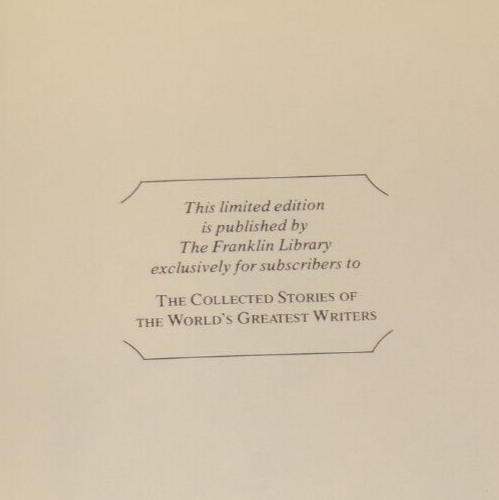 This limited edition
is published by
The Franklin Library
exclusively for subscribers to
THE COLLECTED STORIES OF
THE WORLD'S GREATEST WRITERS